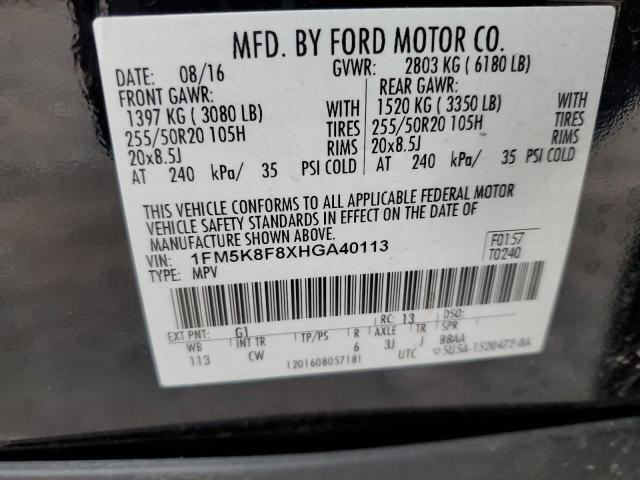 MFD. BY FORD MOTOR CO.
DATE: 08/16 GVWR: 2803 KG ( 6180 LB)
FRONT GAWR: REAR GAWR:
1397 KG ( 3080 LB) WITH 1520 KG ( 3350 LB) WITH
255/50R20 105H TIRES 255/50R20 105H TIRES
20x8.5J RIMS 20x8.5J RIMS
AT 240 kPa/ 35 PSI COLD AT 240 kPa/ 35 PSI COLD
THIS VEHICLE CONFORMS TO ALL APPLICABLE FEDERAL MOTOR
VEHICLE SAFETY STANDARDS IN EFFECT ON THE DATE OF
MANUFACTURE SHOWN ABOVE.
VIN: 1FM5K8F8XHGA40113 F0157
TYPE: MPV T0240
EXT PNT: G1 RC: 13 DSO:
WB INT TR TP/PS R AXLE TR SPR
113 CW 6 3J J BBAA
1201608057181 UTC 5U5A-1520472-BA